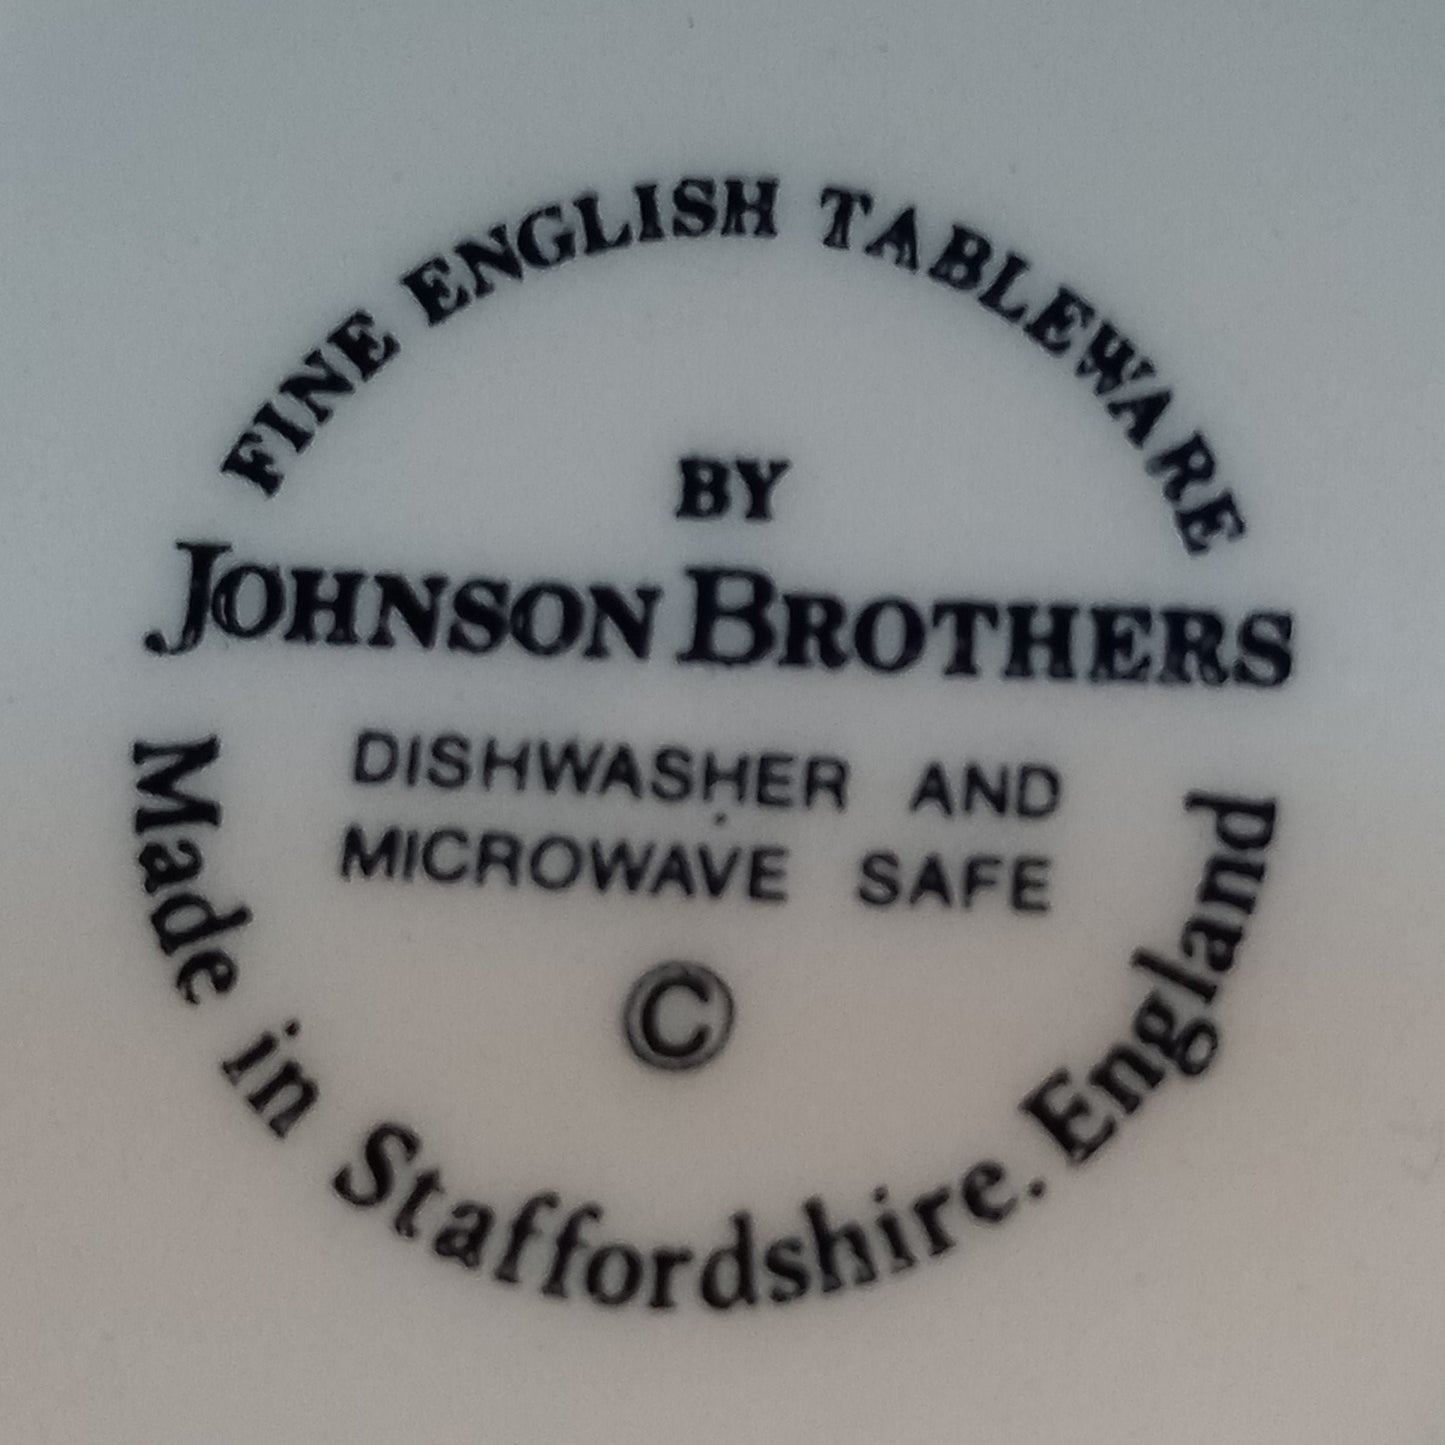 FINE ENGLISH TABLEWARE
BY
JOHNSON BROTHERS
DISHWASHER AND
MICROWAVE SAFE
©
Made in Staffordshire. England